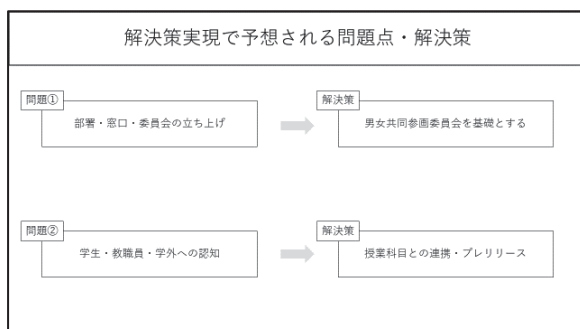 解決策実現で予想される問題点・解決策
問題①
部署・窓口・委員会の立ち上げ
解決策
男女共同参画委員会を基礎とする
問題②
学生・教職員・学外への認知
解決策
授業科目との連携・プレリリース